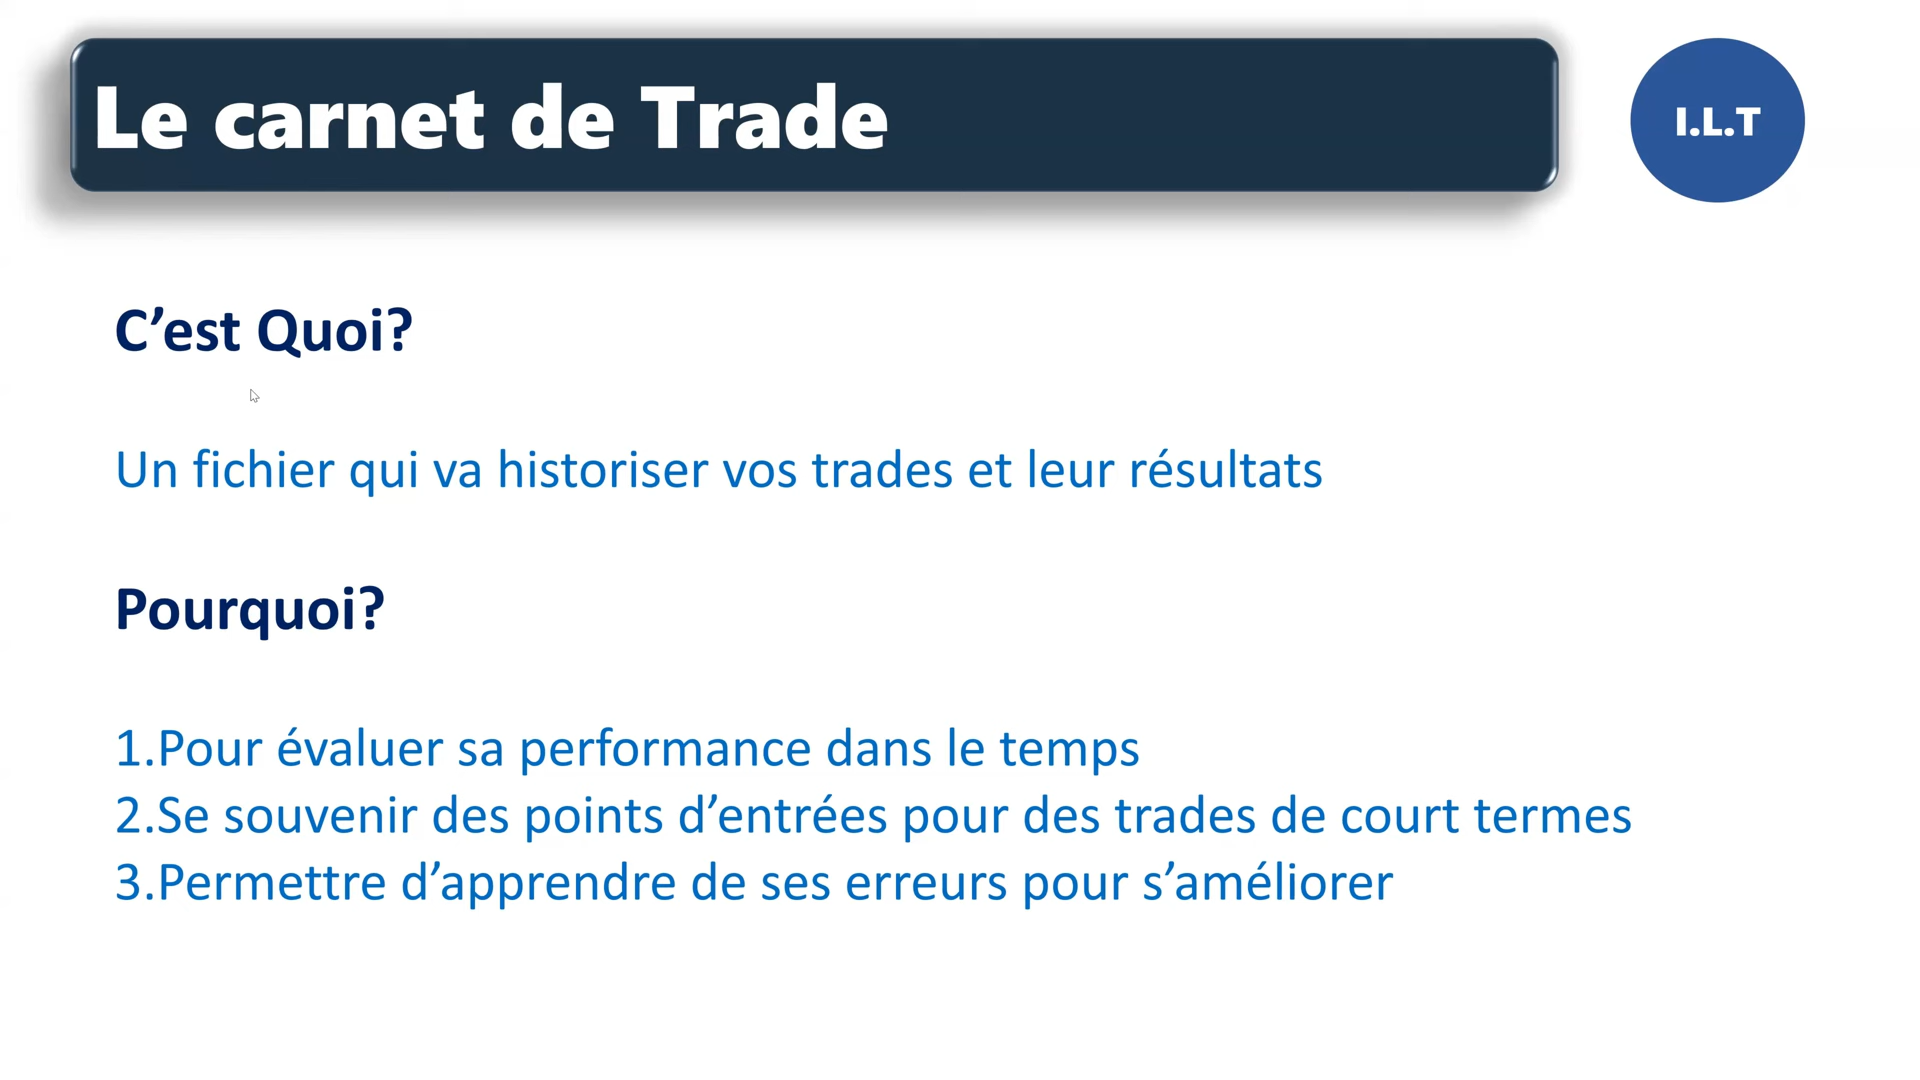 Le carnet de Trade
I.L.T
C’est Quoi?
Un fichier qui va historiser vos trades et leur résultats
Pourquoi?
1.Pour évaluer sa performance dans le temps
2.Se souvenir des points d’entrées pour des trades de court termes
3.Permettre d’apprendre de ses erreurs pour s’améliorer